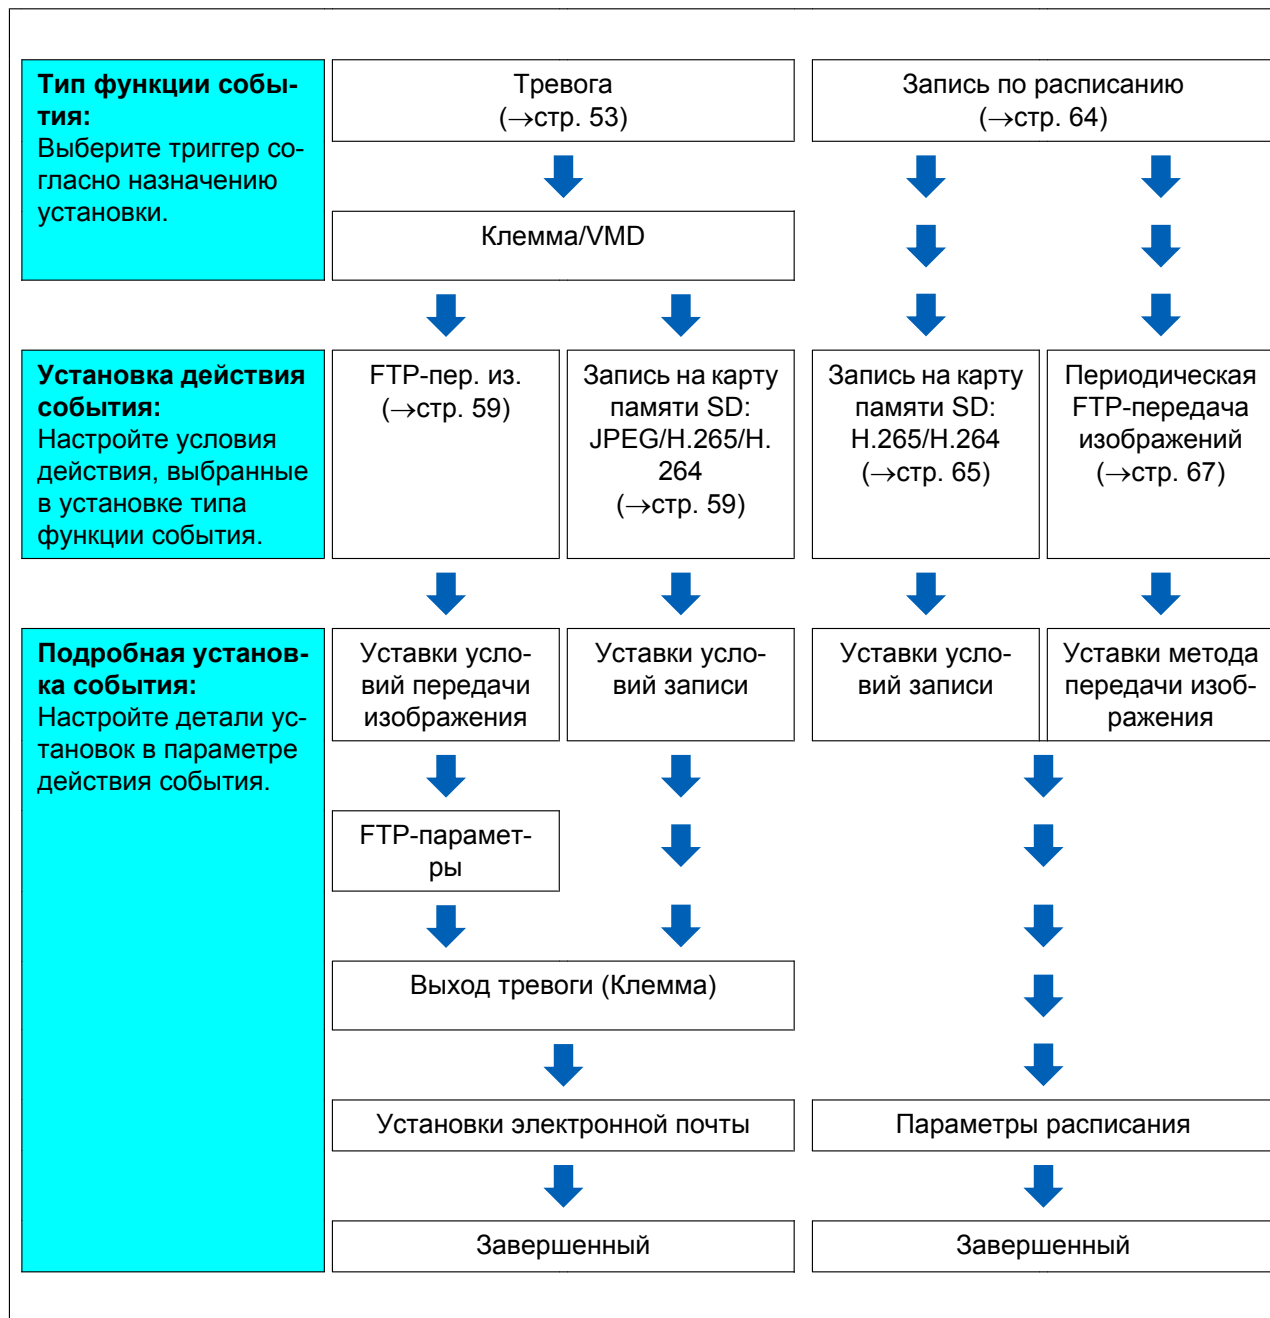 Тип функции собы-
тия:
Выберите триггер со-
гласно назначению
установки.
Тревога
(→стр. 53)
Запись по расписанию
(→стр. 64)
Клемма/VMD
Установка действия
события:
Настройте условия
действия, выбранные
в установке типа
функции события.
FTP-пер. из.
(→стр. 59)
Запись на карту
памяти SD:
JPEG/H.265/H.
264
(→стр. 59)
Запись на карту
памяти SD:
H.265/H.264
(→стр. 65)
Периодическая
FTP-передача
изображений
(→стр. 67)
Подробная установ-
ка события:
Настройте детали ус-
тановок в параметре
действия события.
Уставки усло-
вий передачи
изображения
Уставки усло-
вий записи
Уставки усло-
вий записи
Уставки метода
передачи изоб-
ражения
FTP-парамет-
ры
Выход тревоги (Клемма)
Установки электронной почты
Параметры расписания
Завершенный
Завершенный